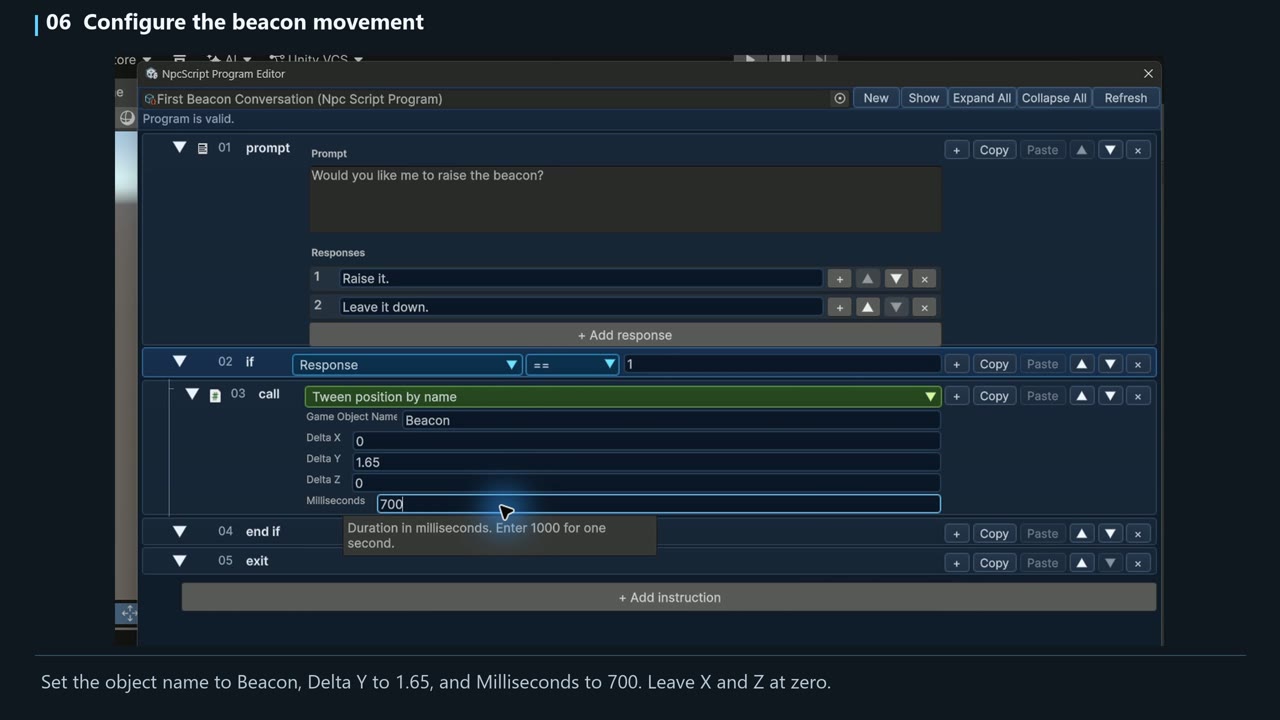 06 Configure the beacon movement
tore AI Unity VCS
NpcScript Program Editor
e
First Beacon Conversation (Npc Script Program) New Show Expand All Collapse All Refresh
Program is valid.
01 prompt Prompt + Copy Paste ×
Would you like me to raise the beacon?
Responses
1 Raise it. + ×
2 Leave it down. + ×
+ Add response
02 if Response == 1 + Copy Paste ×
03 call Tween position by name + Copy Paste ×
Game Object Name Beacon
Delta X 0
Delta Y 1.65
Delta Z 0
Milliseconds 700
Duration in milliseconds. Enter 1000 for one
second.
04 end if + Copy Paste ×
05 exit + Copy Paste ×
+ Add instruction
Set the object name to Beacon, Delta Y to 1.65, and Milliseconds to 700. Leave X and Z at zero.